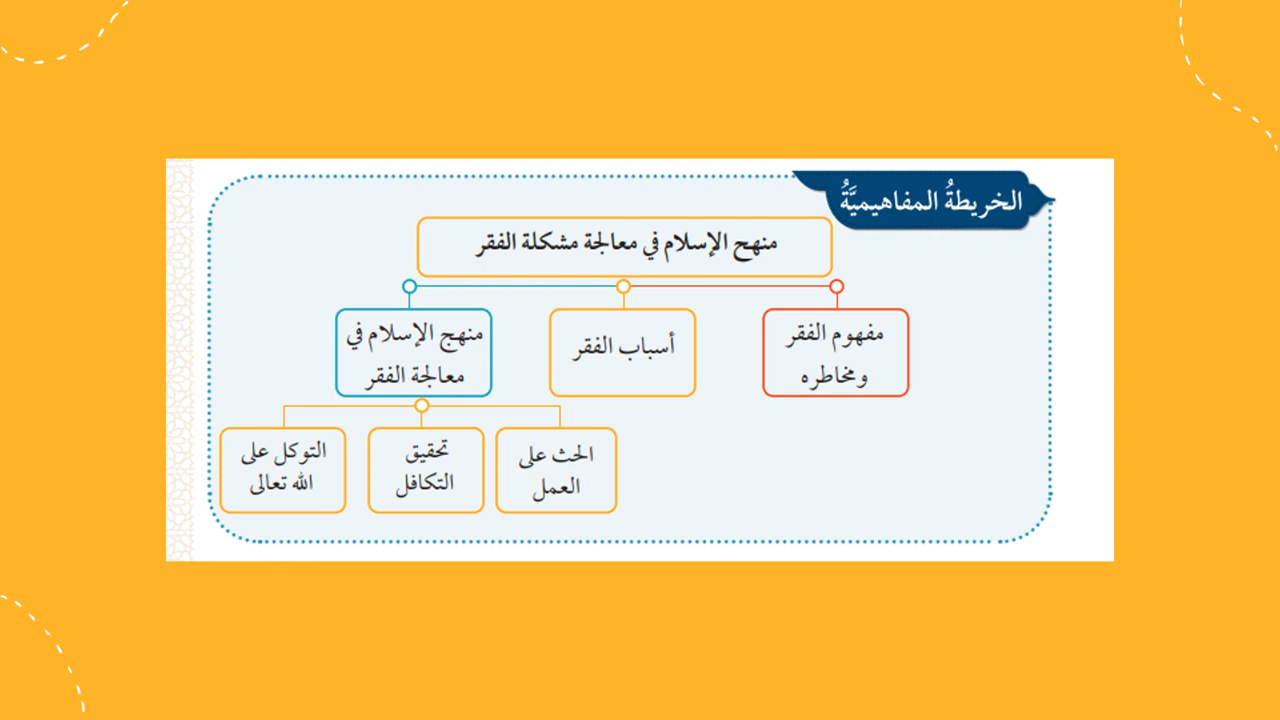 الخريطةُ المفاهيميَّةُ
منهج الإسلام في معالجة مشكلة الفقر
مفهوم الفقر
ومخاطره
أسباب الفقر
منهج الإسلام في
معالجة الفقر
الحث على
العمل
تحقيق
التكافل
التوكل على
الله تعالى